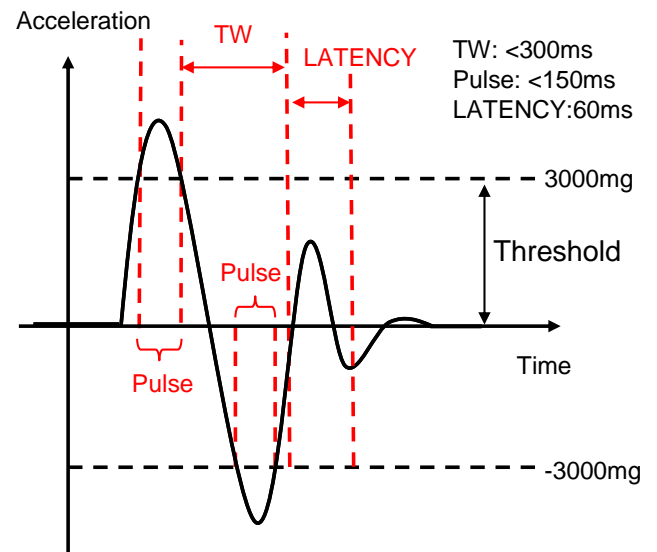 Acceleration
TW
LATENCY
TW: <300ms
Pulse: <150ms
LATENCY:60ms
3000mg
Threshold
Pulse
Time
Pulse
-3000mg